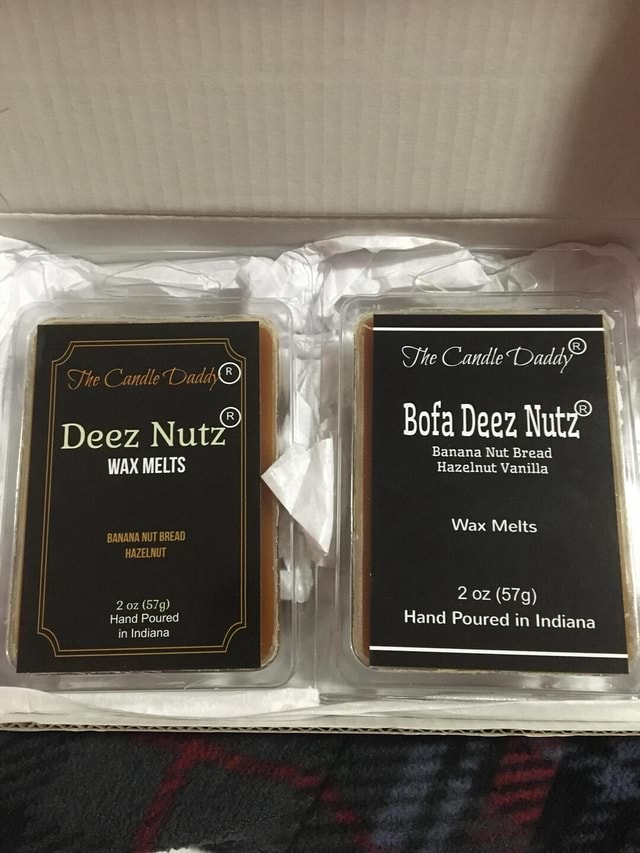 The Candle Daddy®
Deez Nutz®
WAX MELTS
BANANA NUT BREAD
HAZELNUT
2 oz (57g)
Hand Poured
in Indiana
The Candle Daddy®
Bofa Deez Nutz®
Banana Nut Bread
Hazelnut Vanilla
Wax Melts
2 oz (57g)
Hand Poured in Indiana